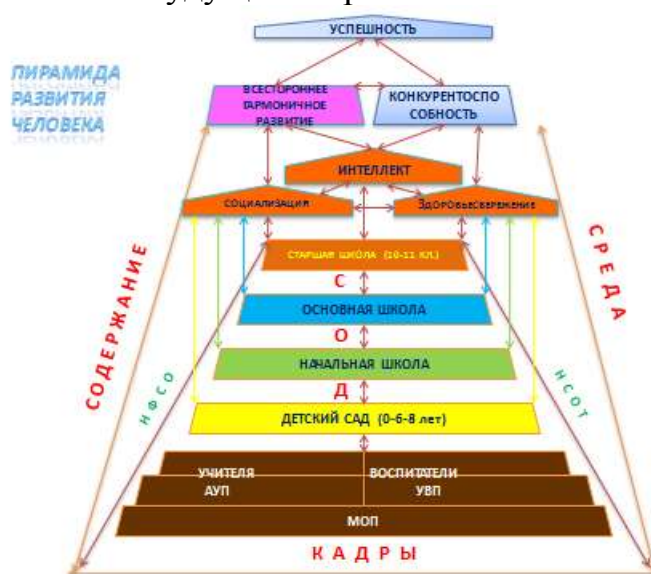 УСПЕШНОСТЬ
ПИРАМИДА
РАЗВИТИЯ
ЧЕЛОВЕКА
ВСЕСТОРОННЕЕ
ГАРМОНИЧНОЕ
РАЗВИТИЕ
КОНКУРЕНТОСПО
СОБНОСТЬ
ИНТЕЛЛЕКТ
СОЦИАЛИЗАЦИЯ
ЗДОРОВЬЕСБЕРЕЖЕНИЕ
СОДЕРЖАНИЕ
СРЕДА
СТАРШАЯ ШКОЛА (10-11 КЛ.)
С
ОСНОВНАЯ ШКОЛА
О
НАЧАЛЬНАЯ ШКОЛА
Д
НФСО
НСОТ
ДЕТСКИЙ САД (0-6-8 лет)
УЧИТЕЛЯ ВОСПИТАТЕЛИ
АУП УВП
МОП
КАДРЫ